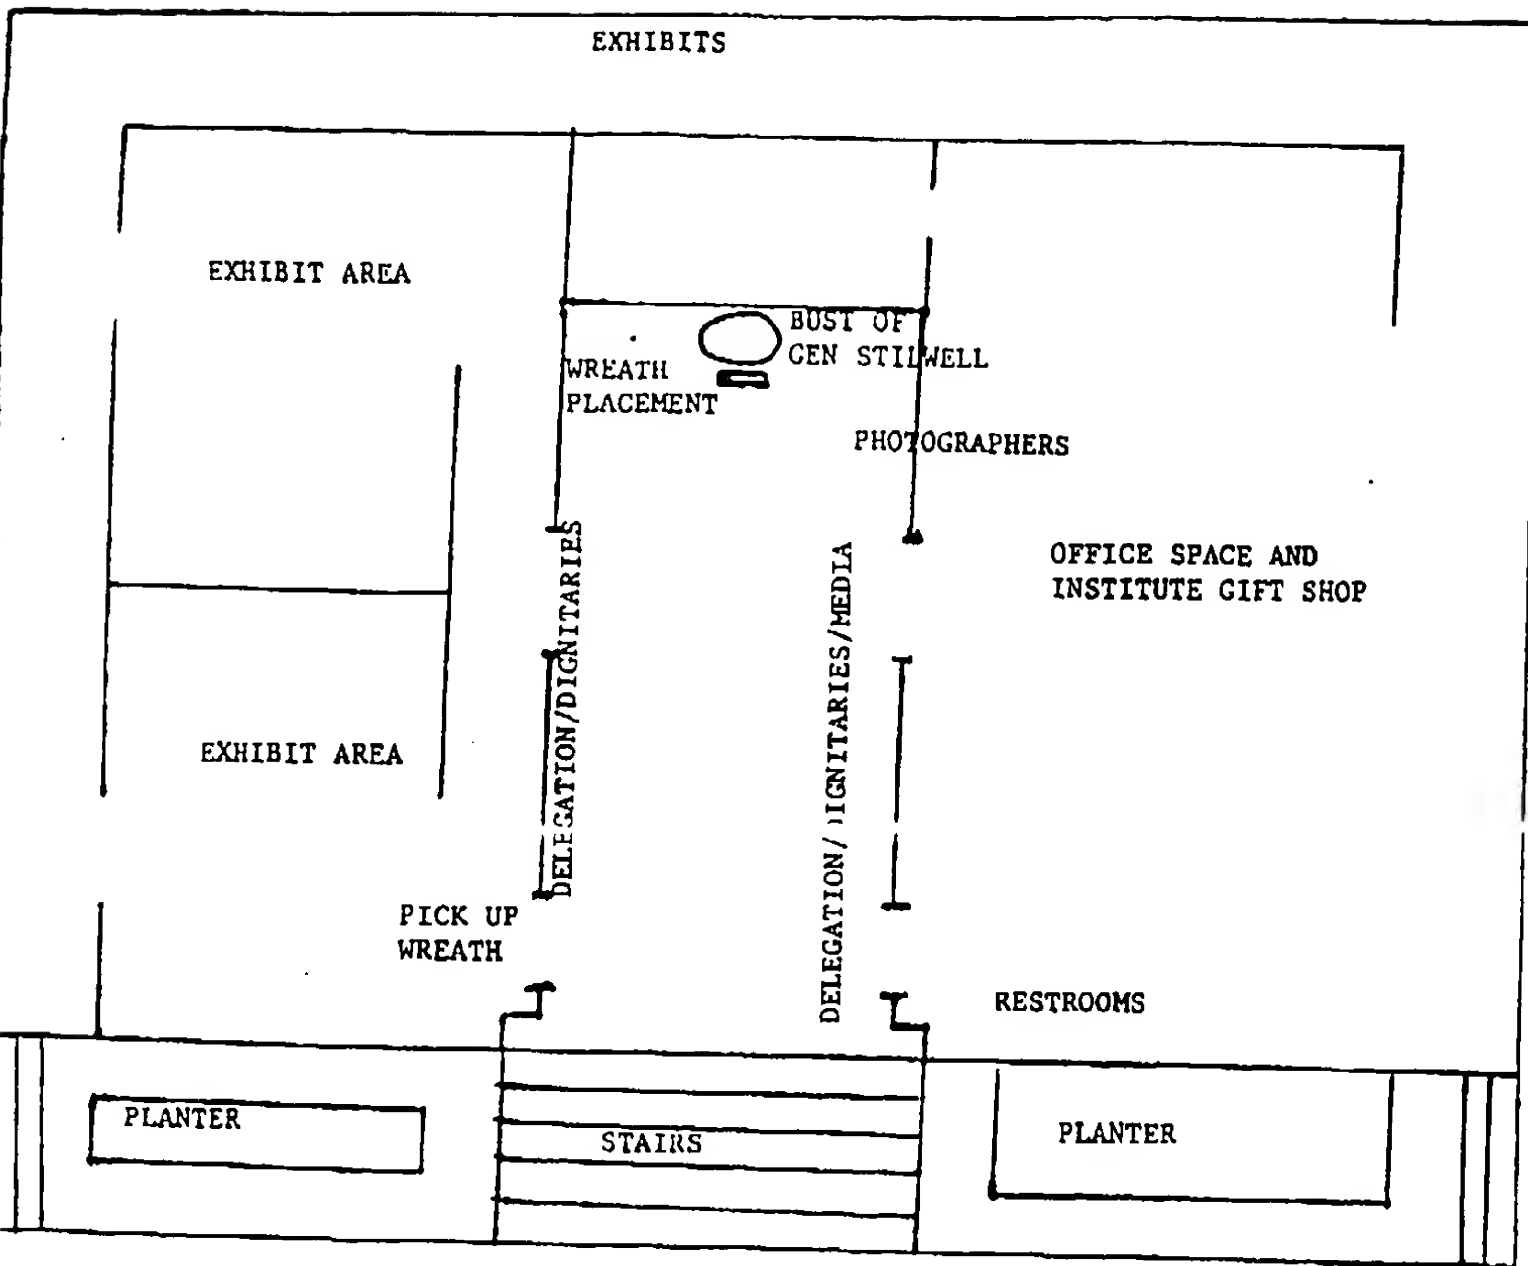 EXHIBITS
EXHIBIT AREA
BUST OF
GEN STILWELL
WREATH
PLACEMENT
PHOTOGRAPHERS
DELEGATION/DIGNITARIES
DELEGATION/DIGNITARIES/MEDIA
OFFICE SPACE AND
INSTITUTE GIFT SHOP
EXHIBIT AREA
PICK UP
WREATH
RESTROOMS
PLANTER
STAIRS
PLANTER